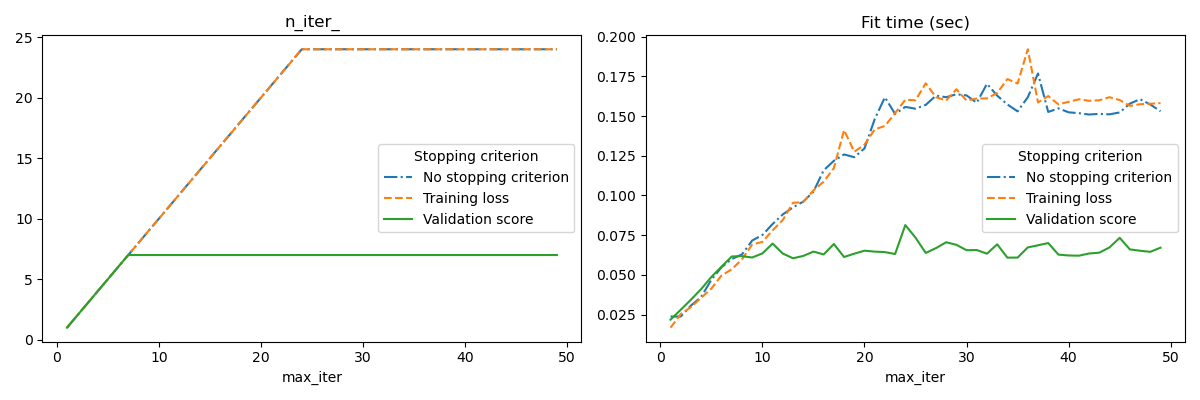 n_iter_
25
20
15
10
5
0
Stopping criterion
No stopping criterion
Training loss
Validation score
0 10 20 30 40 50
max_iter
Fit time (sec)
0.200
0.175
0.150
0.125
0.100
0.075
0.050
0.025
Stopping criterion
No stopping criterion
Training loss
Validation score
0 10 20 30 40 50
max_iter